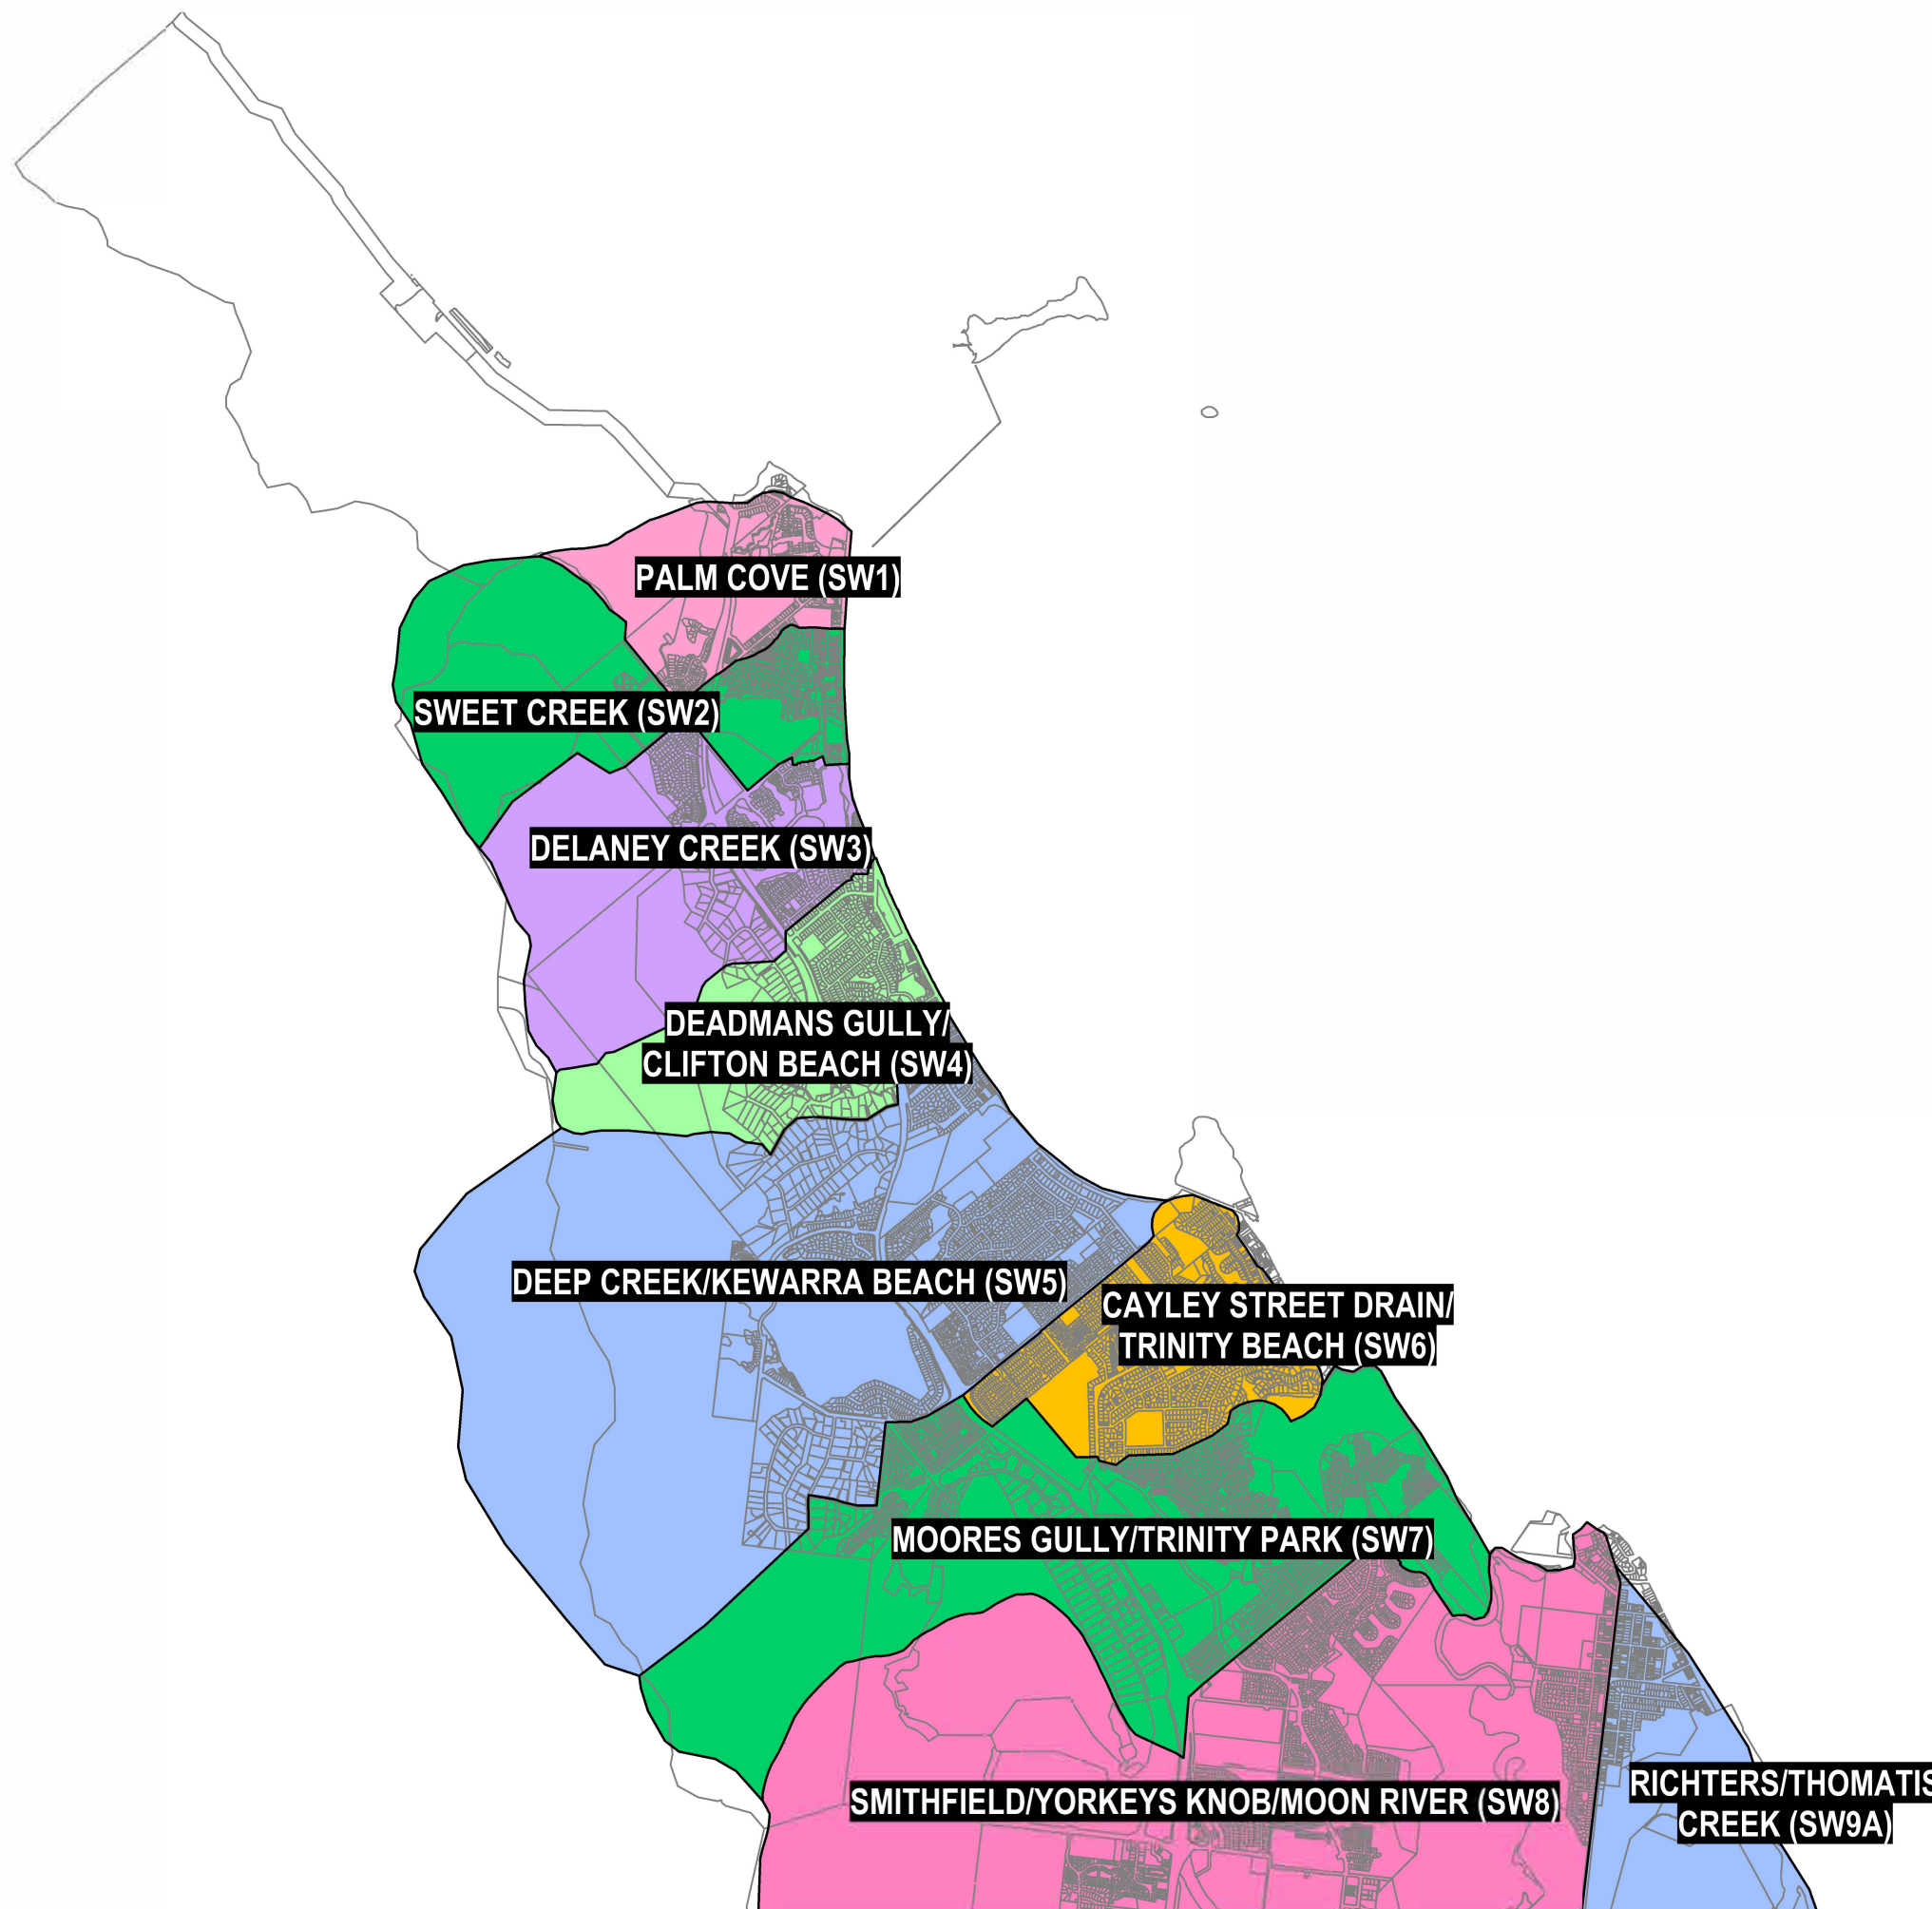 PALM COVE (SW1)
SWEET CREEK (SW2)
DELANEY CREEK (SW3)
DEADMANS GULLY/
CLIFTON BEACH (SW4)
DEEP CREEK/KEWARRA BEACH (SW5)
CAYLEY STREET DRAIN/
TRINITY BEACH (SW6)
MOORES GULLY/TRINITY PARK (SW7)
SMITHFIELD/YORKEYS KNOB/MOON RIVER (SW8)
RICHTERS/THOMATIS
CREEK (SW9A)